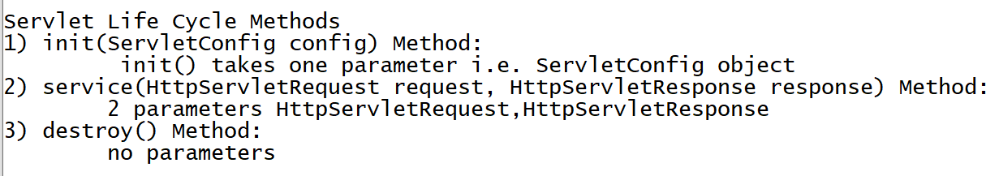 Servlet Life Cycle Methods
1) init(ServletConfig config) Method:
init() takes one parameter i.e. ServletConfig object
2) service(HttpServletRequest request, HttpServletResponse response) Method:
2 parameters HttpServletRequest,HttpServletResponse
3) destroy() Method:
no parameters